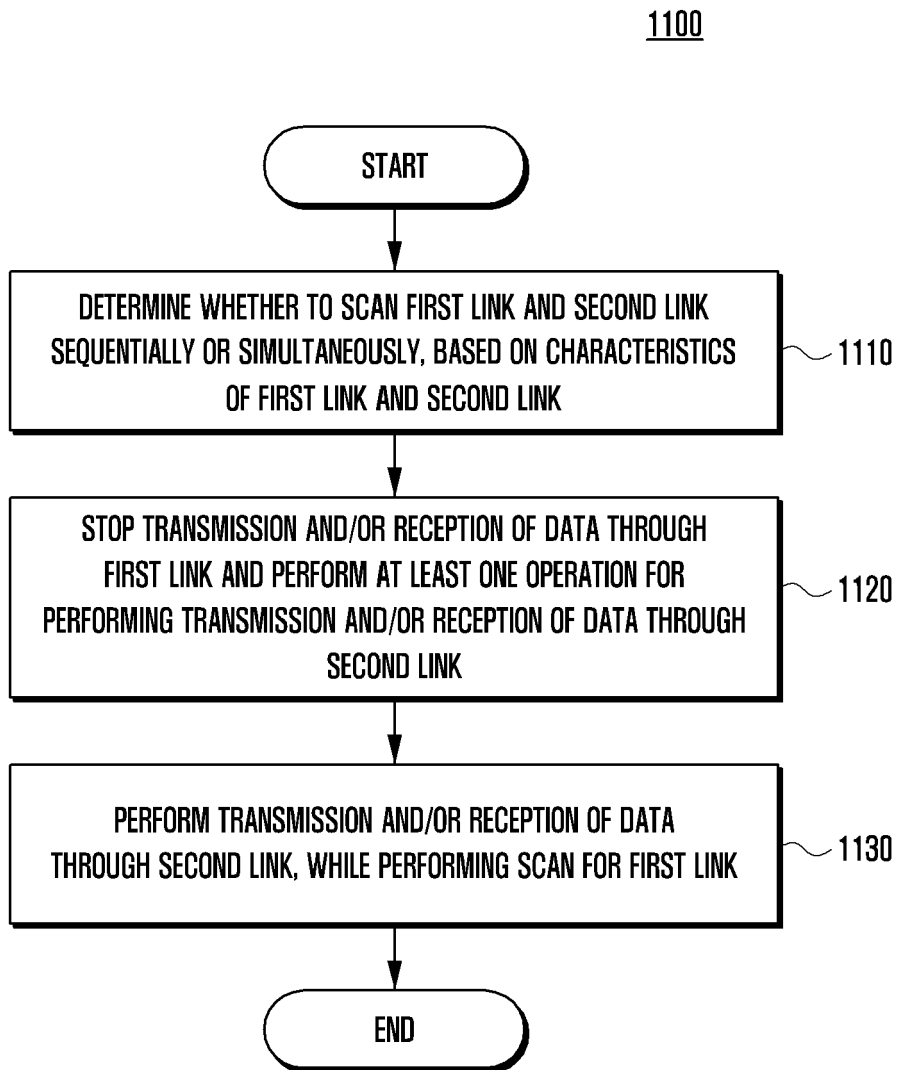 1100
START
DETERMINE WHETHER TO SCAN FIRST LINK AND SECOND LINK
SEQUENTIALLY OR SIMULTANEOUSLY, BASED ON CHARACTERISTICS
OF FIRST LINK AND SECOND LINK
1110
STOP TRANSMISSION AND/OR RECEPTION OF DATA THROUGH
FIRST LINK AND PERFORM AT LEAST ONE OPERATION FOR
PERFORMING TRANSMISSION AND/OR RECEPTION OF DATA THROUGH
SECOND LINK
1120
PERFORM TRANSMISSION AND/OR RECEPTION OF DATA
THROUGH SECOND LINK, WHILE PERFORMING SCAN FOR FIRST LINK
1130
END